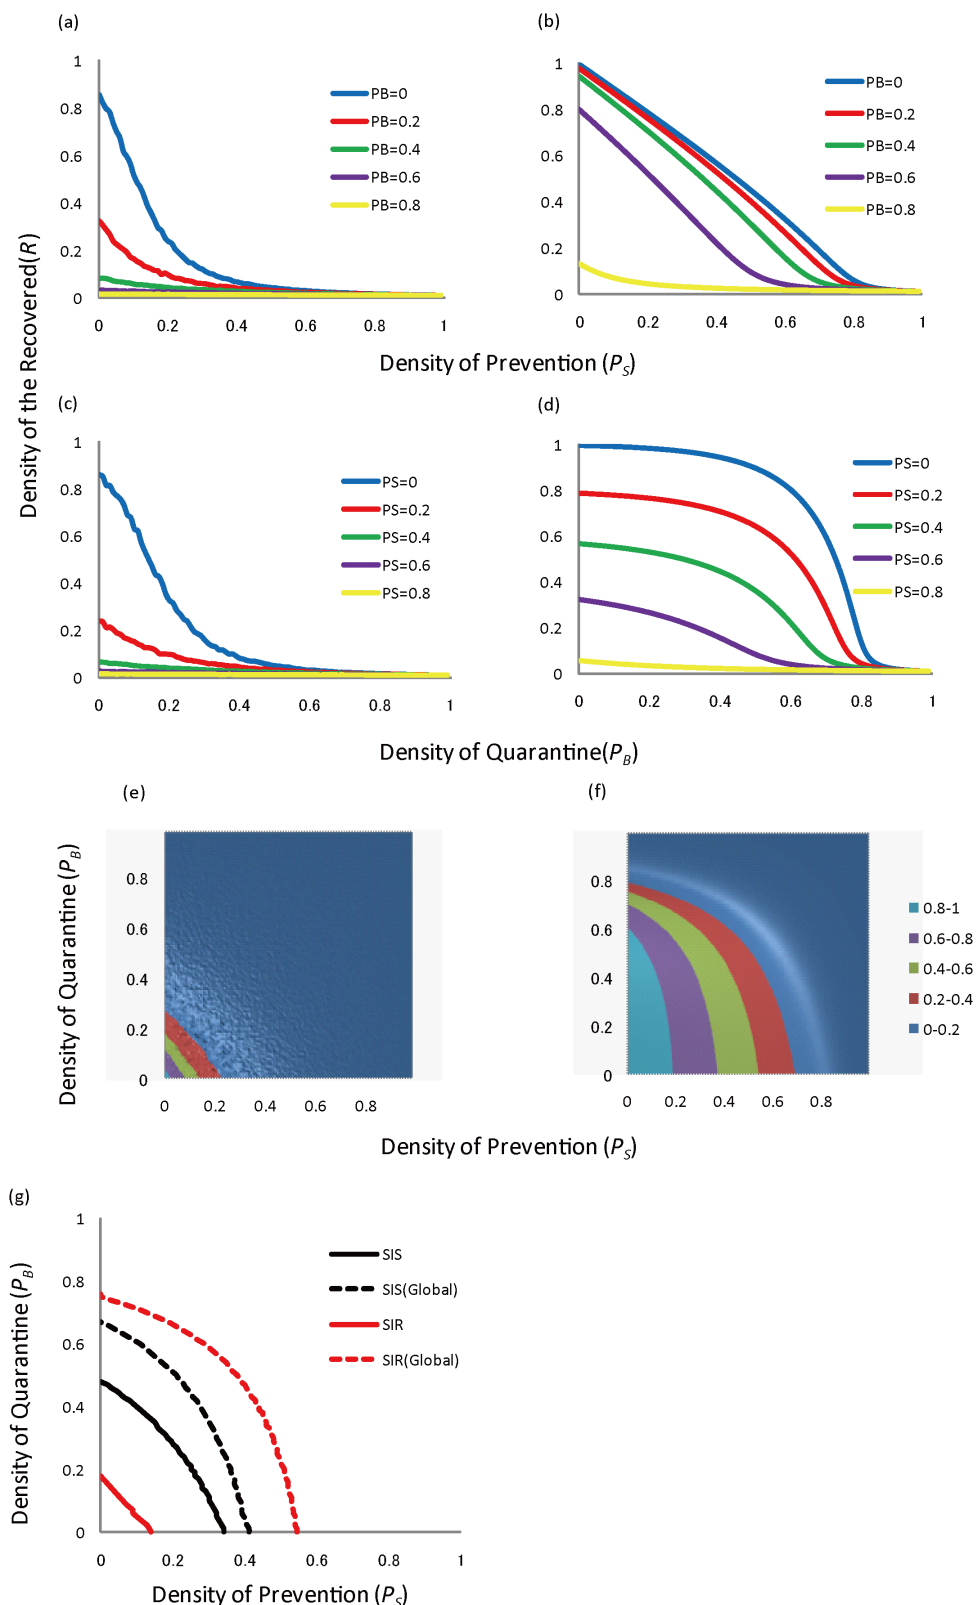 (a)
1
0.8
0.6
0.4
0.2
0
0 0.2 0.4 0.6 0.8 1
PB=0
PB=0.2
PB=0.4
PB=0.6
PB=0.8
(b)
1
0.8
0.6
0.4
0.2
0
0 0.2 0.4 0.6 0.8 1
PB=0
PB=0.2
PB=0.4
PB=0.6
PB=0.8
Density of the Recovered(R)
Density of Prevention (P_S)
(c)
1
0.8
0.6
0.4
0.2
0
0 0.2 0.4 0.6 0.8 1
PS=0
PS=0.2
PS=0.4
PS=0.6
PS=0.8
(d)
1
0.8
0.6
0.4
0.2
0
0 0.2 0.4 0.6 0.8 1
PS=0
PS=0.2
PS=0.4
PS=0.6
PS=0.8
Density of Quarantine(P_B)
(e)
Density of Quarantine (P_B)
0.8
0.6
0.4
0.2
0
0 0.2 0.4 0.6 0.8
(f)
0.8
0.6
0.4
0.2
0
0 0.2 0.4 0.6 0.8
0.8-1
0.6-0.8
0.4-0.6
0.2-0.4
0-0.2
Density of Prevention (P_S)
(g)
Density of Quarantine (P_B)
1
0.8
0.6
0.4
0.2
0
0 0.2 0.4 0.6 0.8 1
SIS
SIS(Global)
SIR
SIR(Global)
Density of Prevention (P_S)